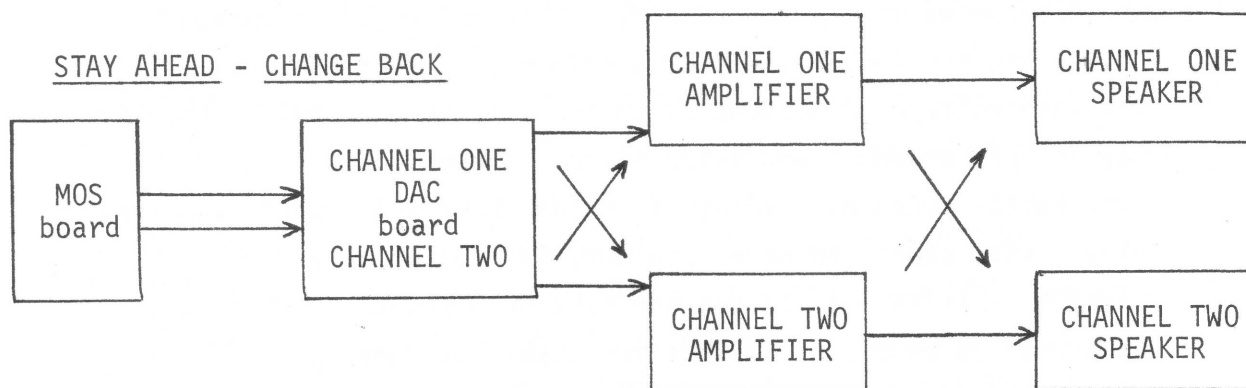 STAY AHEAD - CHANGE BACK
MOS
board
CHANNEL ONE
DAC
board
CHANNEL TWO
CHANNEL ONE
AMPLIFIER
CHANNEL TWO
AMPLIFIER
CHANNEL ONE
SPEAKER
CHANNEL TWO
SPEAKER